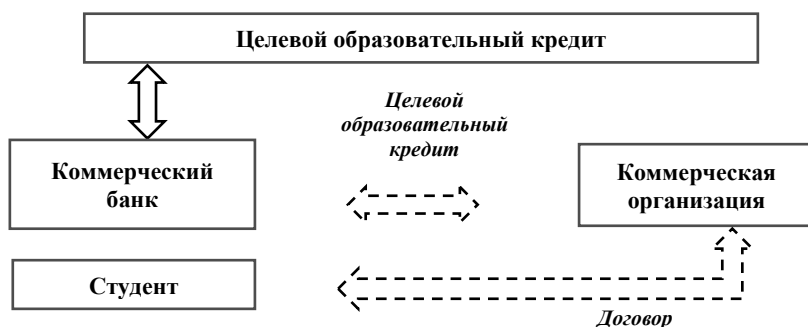 Целевой образовательный кредит
Целевой
образовательный
кредит
Коммерческий
банк
Коммерческая
организация
Студент
Договор